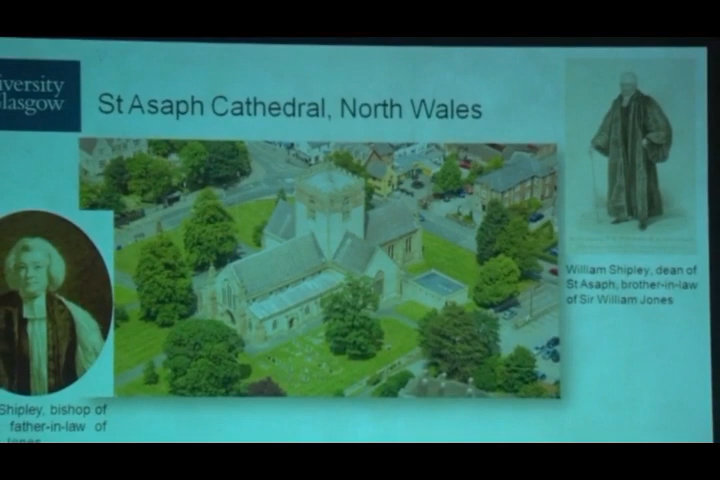 iversity
lasgow
St Asaph Cathedral, North Wales
William Shipley, dean of
St Asaph, brother-in-law
of Sir William Jones
Shipley, bishop of
father-in-law of
Jones